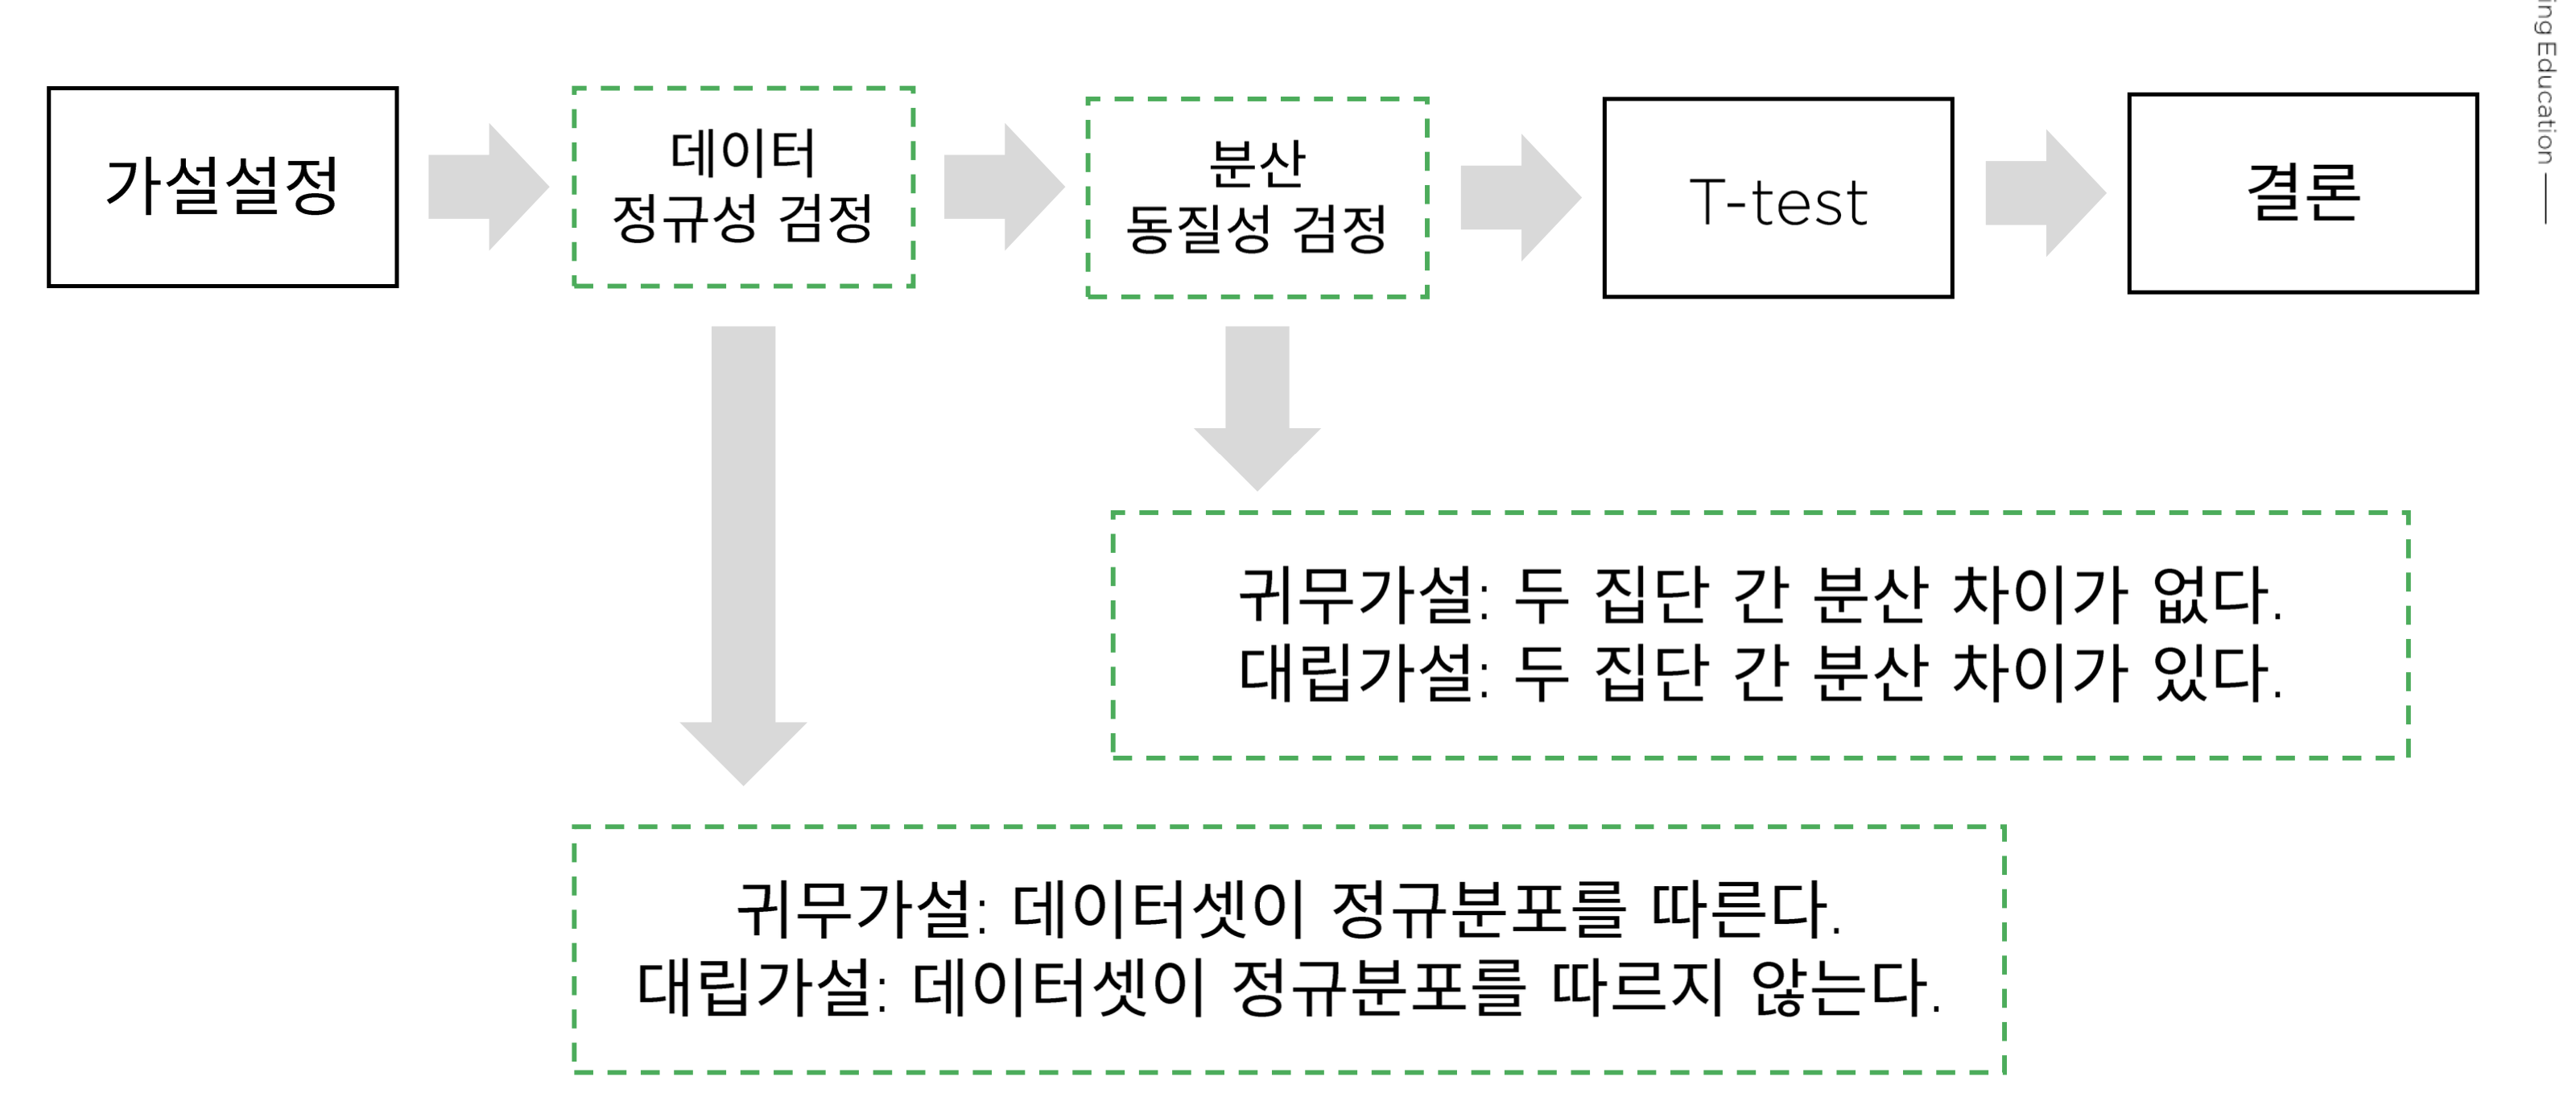 가설설정
데이터
정규성 검정
분산
동질성 검정
T-test
결론
귀무가설: 두 집단 간 분산 차이가 없다.
대립가설: 두 집단 간 분산 차이가 있다.
귀무가설: 데이터셋이 정규분포를 따른다.
대립가설: 데이터셋이 정규분포를 따르지 않는다.
ing Education